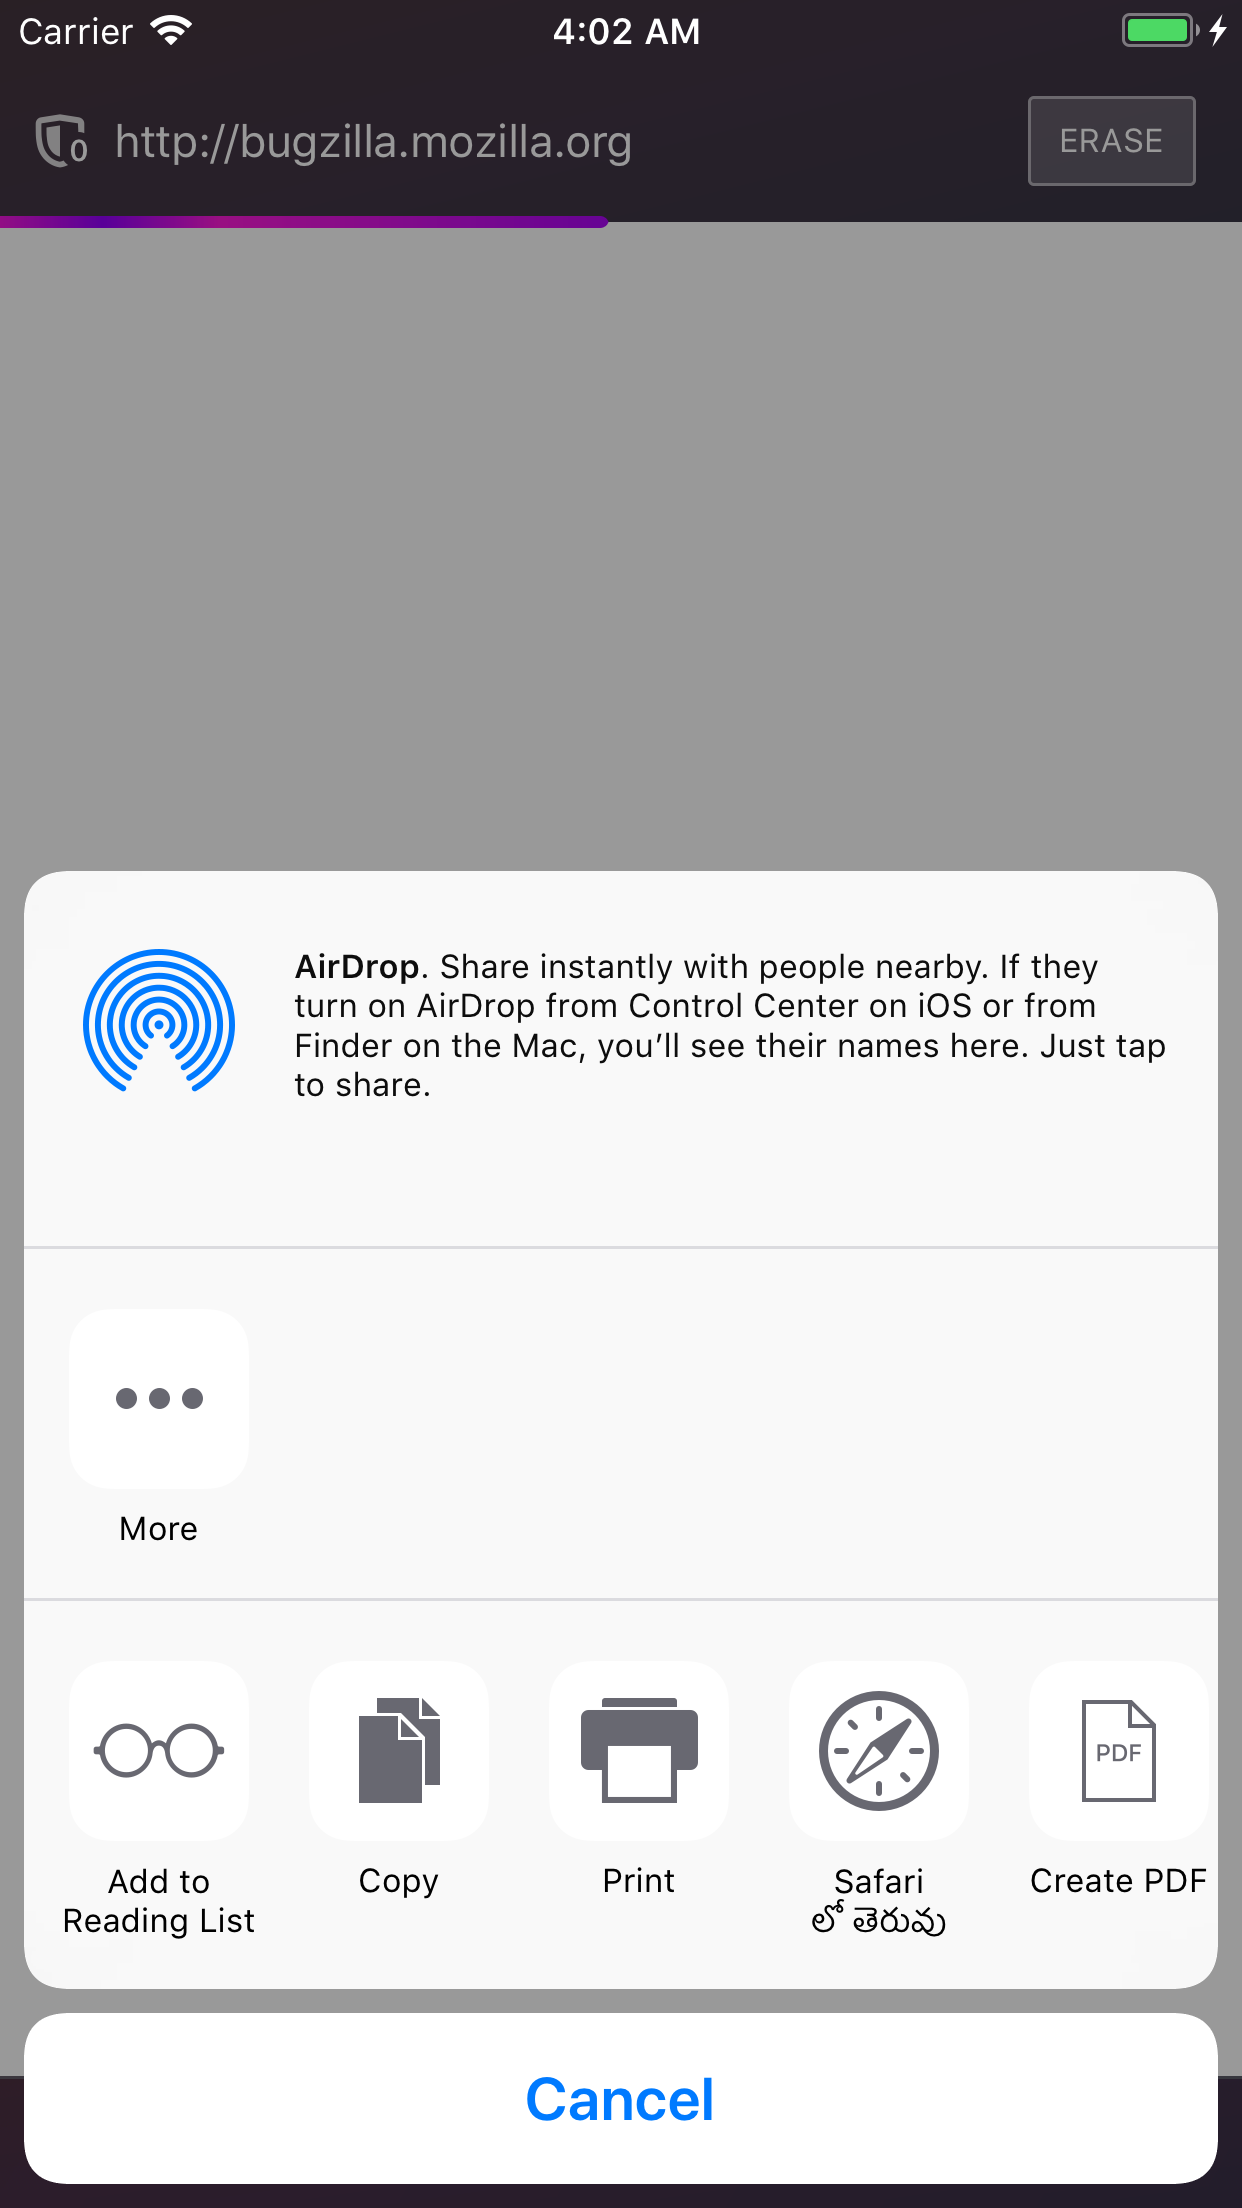 Carrier
4:02 AM
0
http://bugzilla.mozilla.org
ERASE
AirDrop. Share instantly with people nearby. If they
turn on AirDrop from Control Center on iOS or from
Finder on the Mac, you’ll see their names here. Just tap
to share.
More
PDF
Add to
Reading List
Copy
Print
Safari
లో తెరువు
Create PDF
Cancel